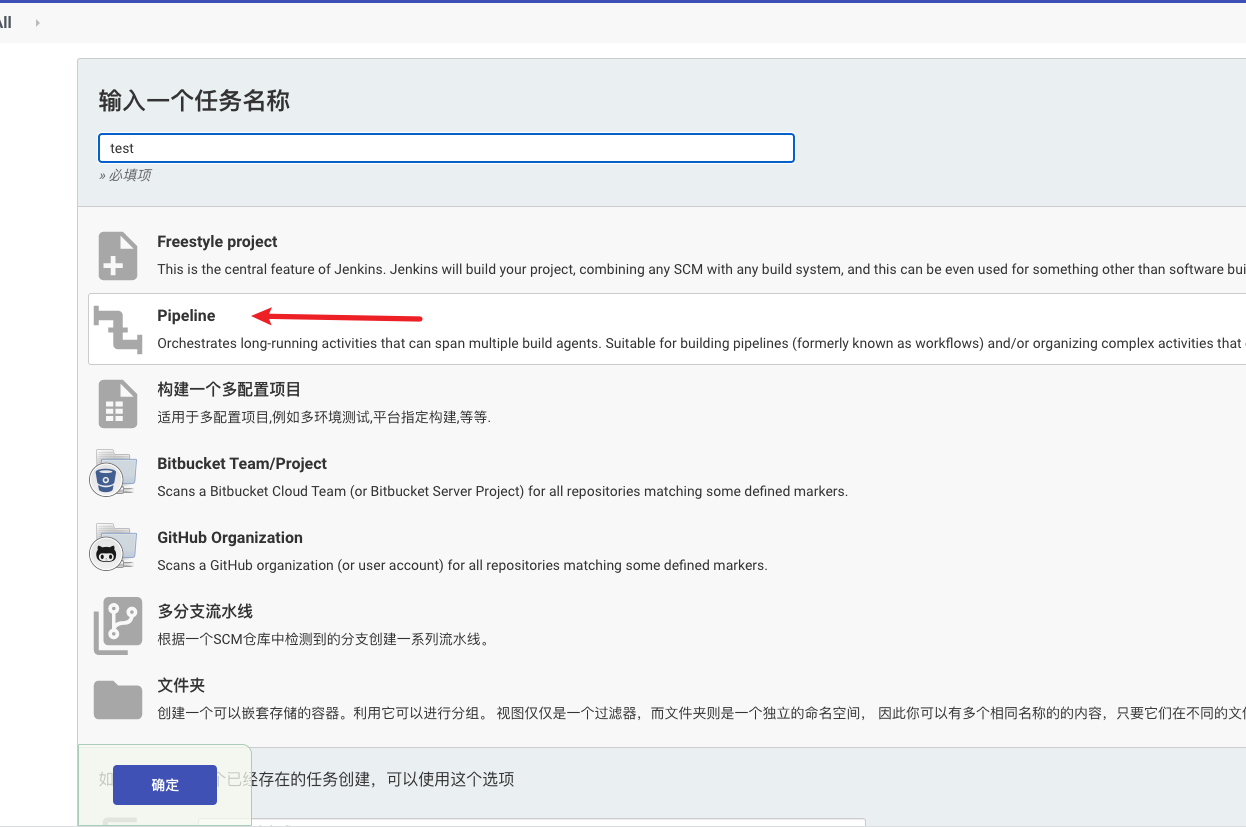 All
输入一个任务名称
test
» 必填项
Freestyle project
This is the central feature of Jenkins. Jenkins will build your project, combining any SCM with any build system, and this can be even used for something other than software bui
Pipeline
Orchestrates long-running activities that can span multiple build agents. Suitable for building pipelines (formerly known as workflows) and/or organizing complex activities that
构建一个多配置项目
适用于多配置项目,例如多环境测试,平台指定构建,等等.
Bitbucket Team/Project
Scans a Bitbucket Cloud Team (or Bitbucket Server Project) for all repositories matching some defined markers.
GitHub Organization
Scans a GitHub organization (or user account) for all repositories matching some defined markers.
多分支流水线
根据一个SCM仓库中检测到的分支创建一系列流水线。
文件夹
创建一个可以嵌套存储的容器。利用它可以进行分组。 视图仅仅是一个过滤器，而文件夹则是一个独立的命名空间， 因此你可以有多个相同名称的的内容，只要它们在不同的文
如 个已经存在的任务创建，可以使用这个选项
确定